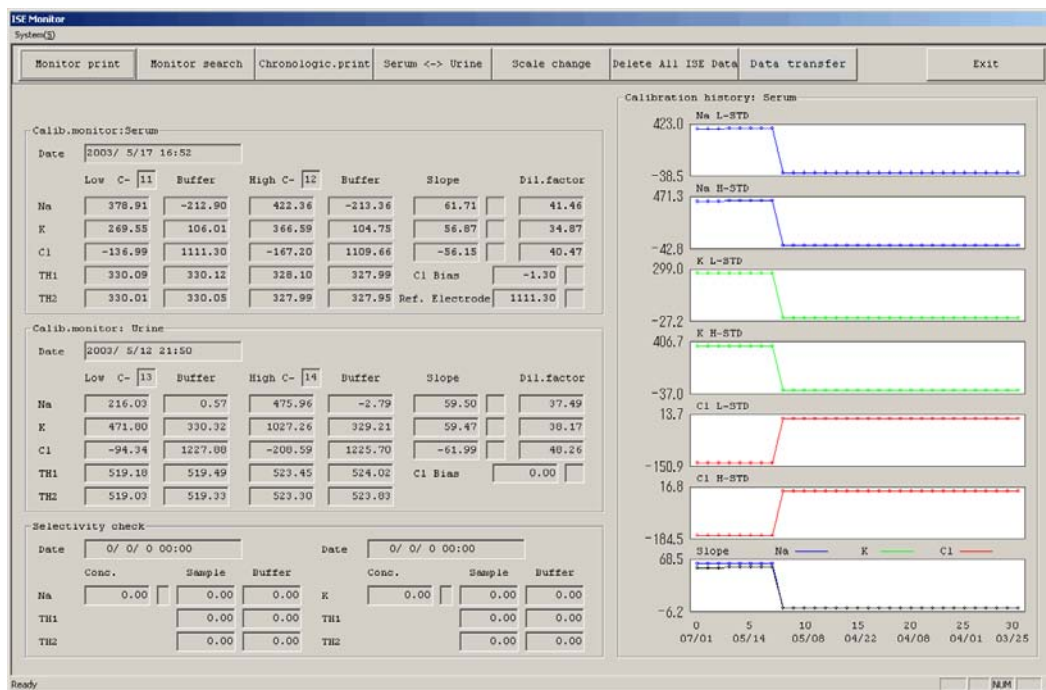 ISE Monitor
System(S)
Monitor print Monitor search Chronologic.print Serum <-> Urine Scale change Delete All ISE Data Data transfer Exit
Calib.monitor:Serum
Date 2003/ 5/17 16:52
Low C- 11 Buffer High C- 12 Buffer Slope Dil.factor
Na 378.91 -212.90 422.36 -213.36 61.71 41.46
K 269.55 106.01 366.59 104.75 56.87 34.87
Cl -136.99 1111.30 -167.20 1109.66 -56.15 40.47
TH1 330.09 330.12 328.10 327.99 Cl Bias -1.30
TH2 330.01 330.05 327.99 327.95 Ref. Electrode 1111.30
Calib.monitor: Urine
Date 2003/ 5/12 21:50
Low C- 13 Buffer High C- 14 Buffer Slope Dil.factor
Na 216.03 0.57 475.96 -2.79 59.50 37.49
K 471.80 330.32 1027.26 329.21 59.47 38.17
Cl -94.34 1227.88 -208.59 1225.70 -61.99 48.26
TH1 519.18 519.49 523.45 524.02 Cl Bias 0.00
TH2 519.03 519.33 523.30 523.83
Selectivity check
Date 0/ 0/ 0 00:00 Date 0/ 0/ 0 00:00
Conc. Sample Buffer Conc. Sample Buffer
Na 0.00 0.00 0.00 K 0.00 0.00 0.00
TH1 0.00 0.00 TH1 0.00 0.00
TH2 0.00 0.00 TH2 0.00 0.00
Calibration history: Serum
Na L-STD
423.0
-38.5
Na H-STD
471.3
-42.8
K L-STD
299.0
-27.2
K H-STD
406.7
-37.0
Cl L-STD
13.7
-150.9
Cl H-STD
16.8
-184.5
Slope Na K Cl
68.5
-6.2
0 5 10 15 20 25 30
07/01 05/14 05/08 04/22 04/08 04/01 03/25
Ready NUM